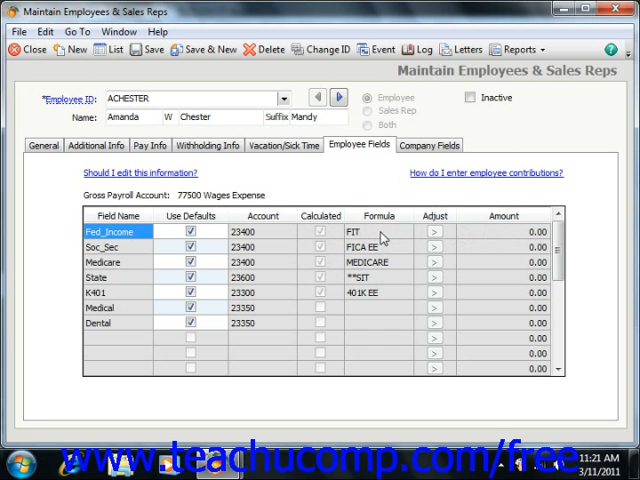 Maintain Employees & Sales Reps
File Edit Go To Window Help
Close New List Save Save & New Delete Change ID Event Log Letters Reports
Maintain Employees & Sales Reps
*Employee ID: ACHESTER Employee Inactive
Name: Amanda W Chester Suffix Mandy Sales Rep
Both
General Additional Info Pay Info Withholding Info Vacation/Sick Time Employee Fields Company Fields
Should I edit this information? How do I enter employee contributions?
Gross Payroll Account: 77500 Wages Expense
Field Name Use Defaults Account Calculated Formula Adjust Amount
Fed_Income 23400 FIT > 0.00
Soc_Sec 23400 FICA EE > 0.00
Medicare 23400 MEDICARE > 0.00
State 23600 **SIT > 0.00
K401 23300 401K EE > 0.00
Medical 23350 > 0.00
Dental 23350 > 0.00
> 0.00
> 0.00
> 0.00
www.teachucomp.com/free
11:21 AM
3/11/2011